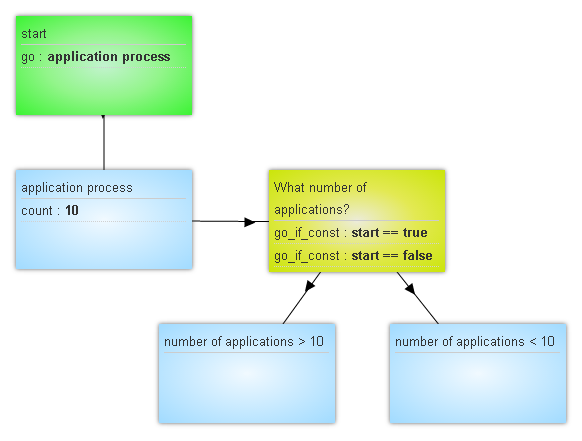 start
go : application process
application process
count : 10
What number of
applications?
go_if_const : start == true
go_if_const : start == false
number of applications > 10
number of applications < 10